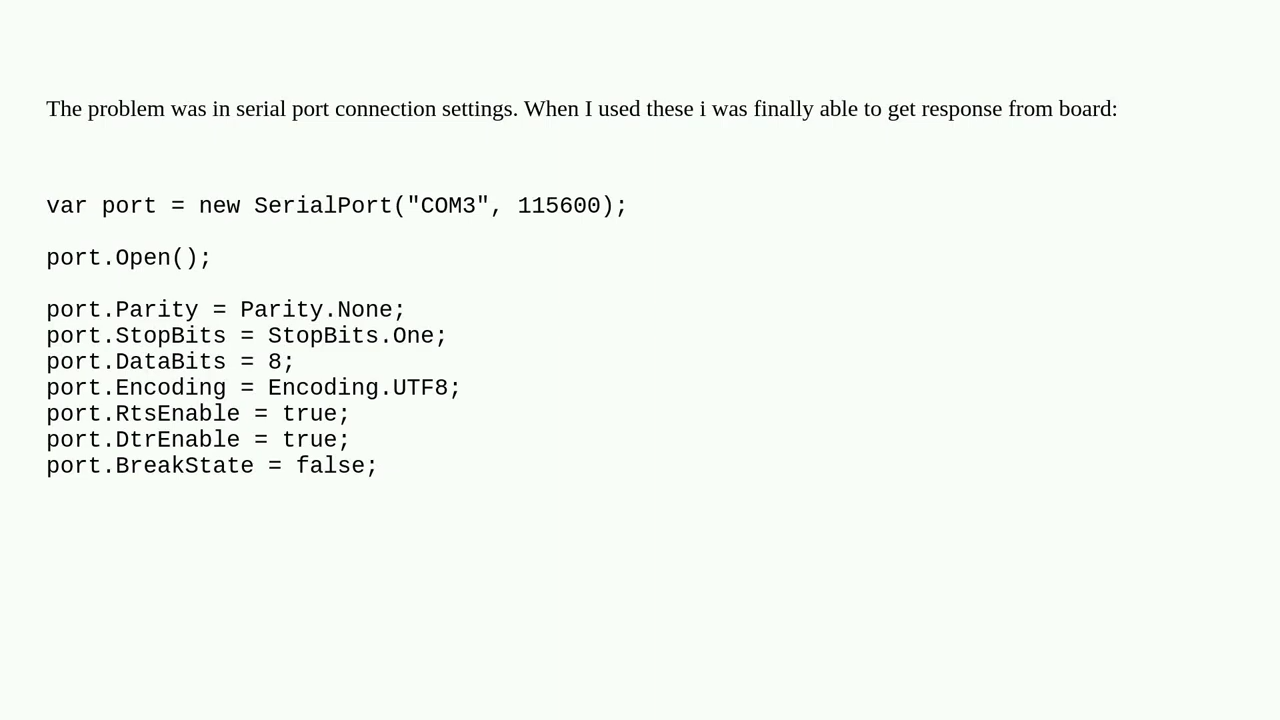 The problem was in serial port connection settings. When I used these i was finally able to get response from board:
var port = new SerialPort("COM3", 115600);
port.Open();
port.Parity = Parity.None;
port.StopBits = StopBits.One;
port.DataBits = 8;
port.Encoding = Encoding.UTF8;
port.RtsEnable = true;
port.DtrEnable = true;
port.BreakState = false;